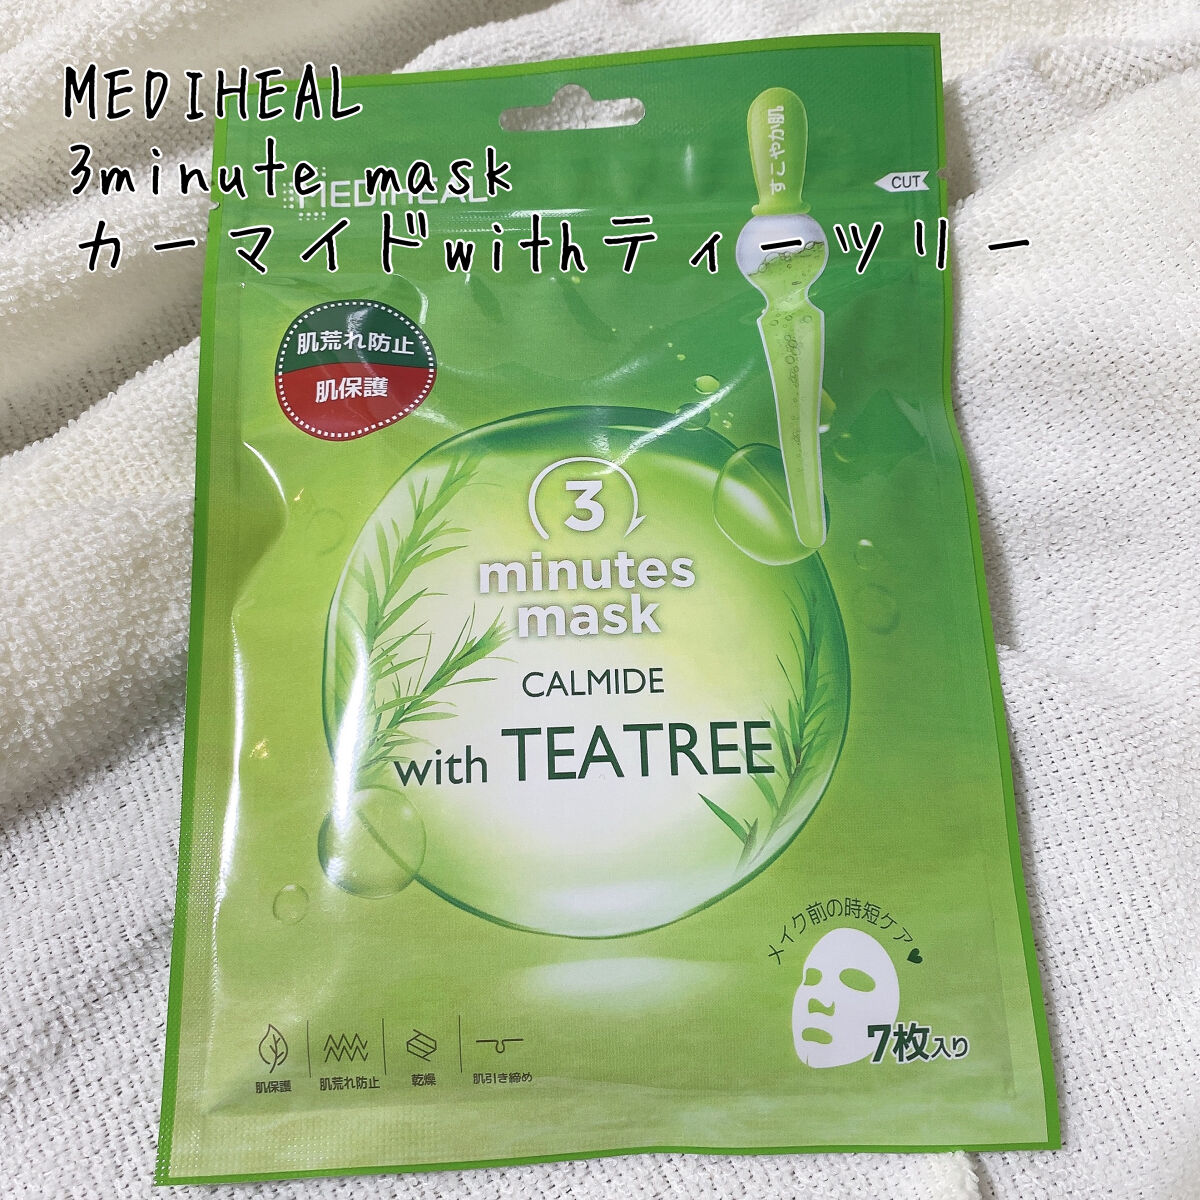 MEDIHEAL
3minute mask
カーマイドwithティーツリー
MEDIHEAL
すこやか肌
CUT
肌荒れ防止
肌保護
3
minutes
mask
CALMIDE
with TEATREE
メイク前の時短ケア♥
7枚入り
肌保護
肌荒れ防止
乾燥
肌引き締め